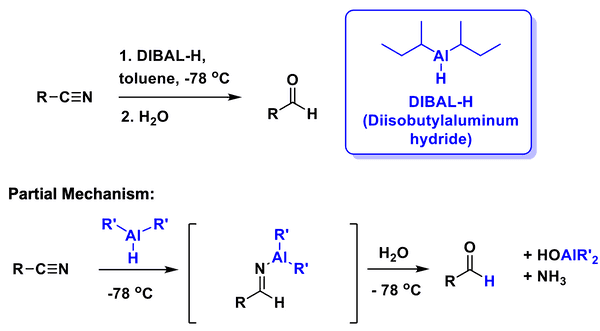 1. DIBAL-H,
toluene, -78 °C
R–C≡N
2. H₂O
O
R H
Al
H
DIBAL-H
(Diisobutylaluminum
hydride)
Partial Mechanism:
R' R'
Al
H
R–C≡N
-78 °C
R'
Al
R'
N
R H
H₂O
- 78 °C
O
R H
+ HOAlR'₂
+ NH₃